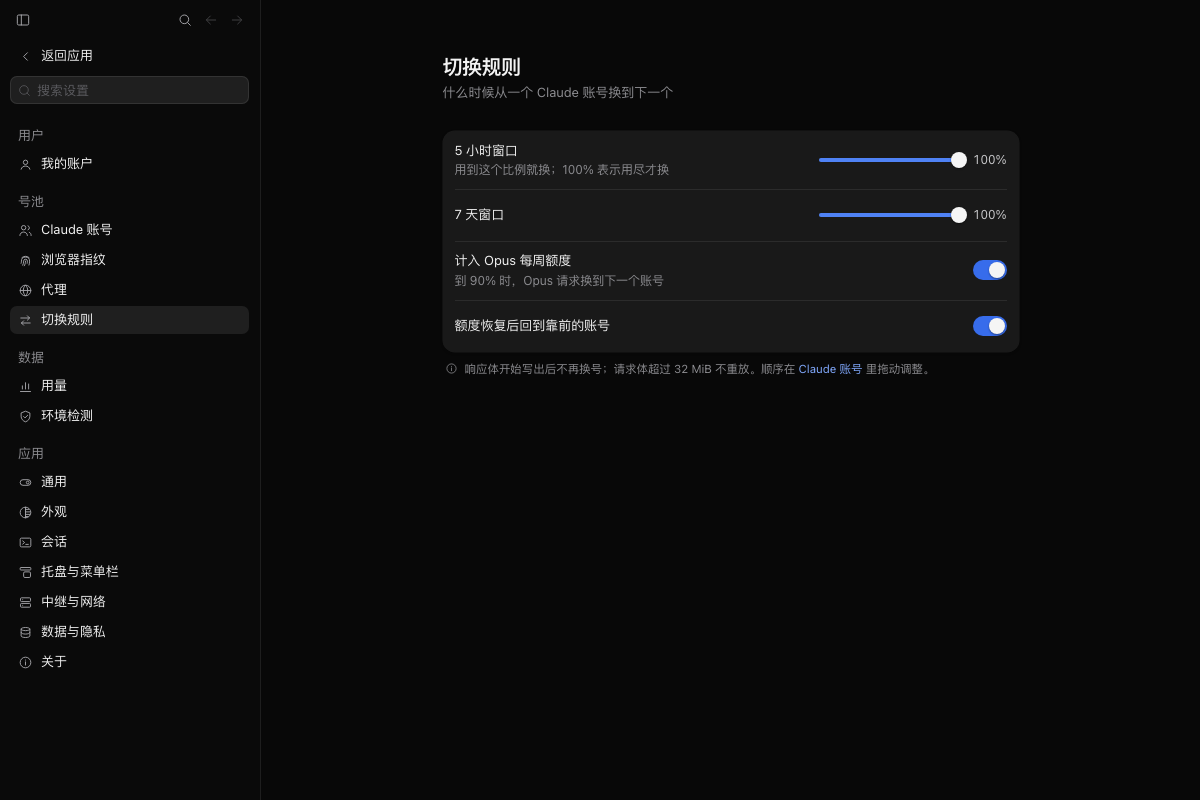 返回应用
搜索设置
用户
我的账户
号池
Claude 账号
浏览器指纹
代理
切换规则
数据
用量
环境检测
应用
通用
外观
会话
托盘与菜单栏
中继与网络
数据与隐私
关于
切换规则
什么时候从一个 Claude 账号换到下一个
5 小时窗口
用到这个比例就换；100% 表示用尽才换
100%
7 天窗口
100%
计入 Opus 每周额度
到 90% 时，Opus 请求换到下一个账号
额度恢复后回到靠前的账号
响应体开始写出后不再换号；请求体超过 32 MiB 不重放。顺序在 Claude 账号 里拖动调整。